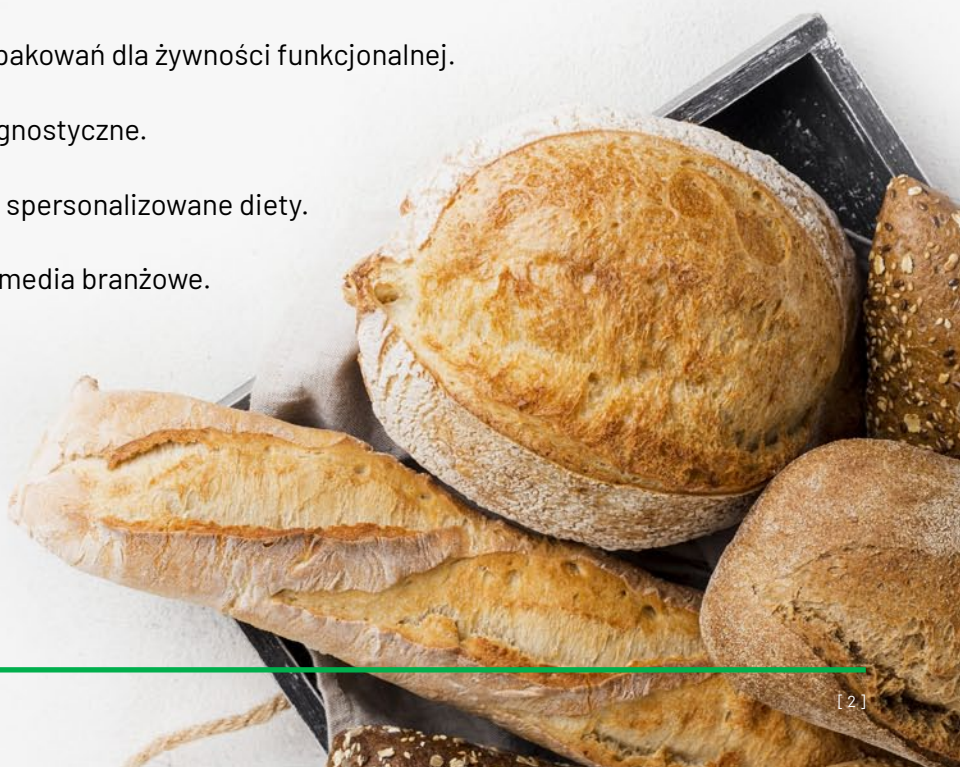 pakowań dla żywności funkcjonalnej.
gnostyczne.
spersonalizowane diety.
media branżowe.
[ 2 ]